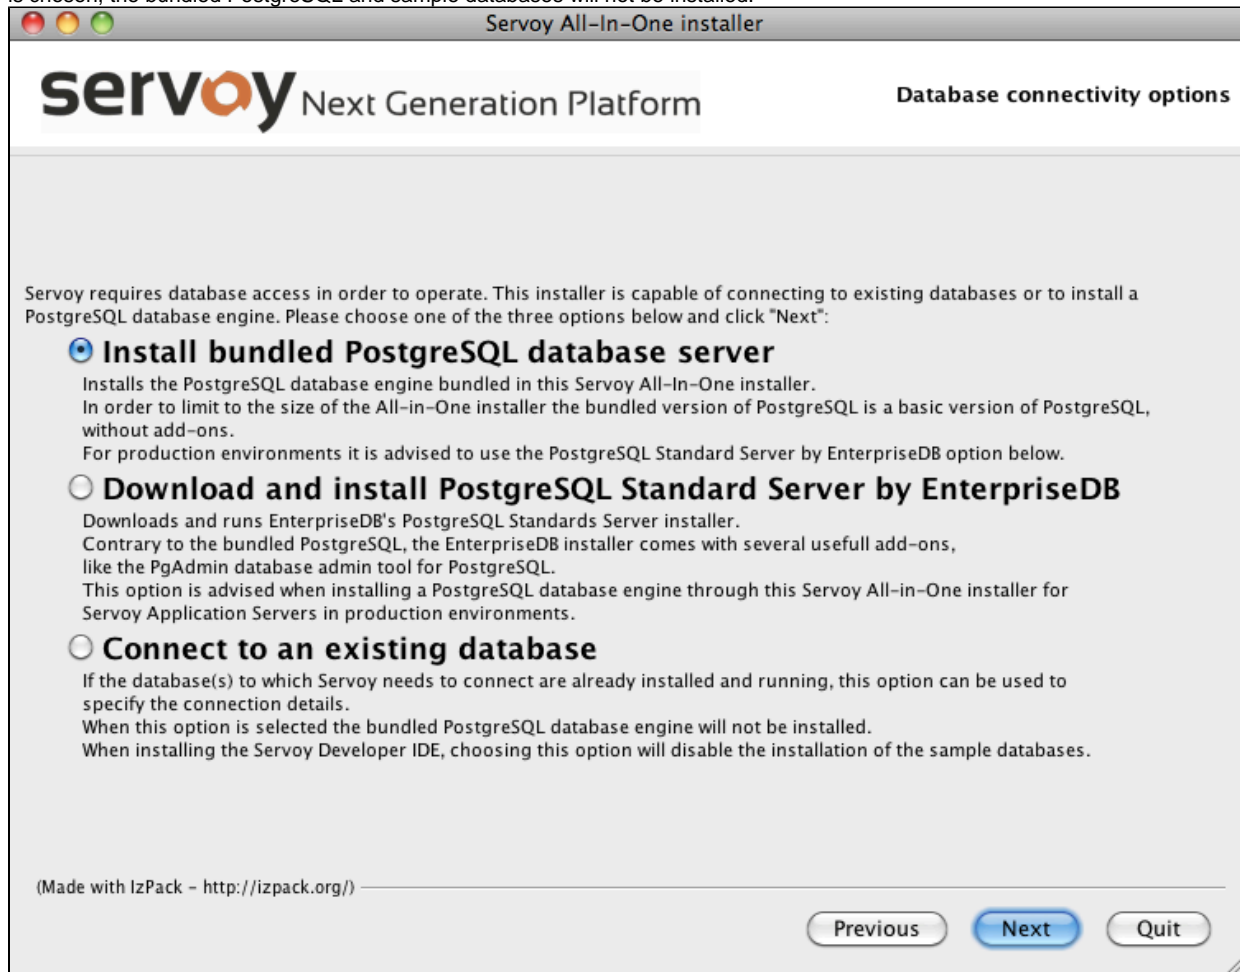 is chosen, the bundled PostgreSQL and sample databases will not be installed.
Servoy All-In-One installer
servoy Next Generation Platform
Database connectivity options
Servoy requires database access in order to operate. This installer is capable of connecting to existing databases or to install a
PostgreSQL database engine. Please choose one of the three options below and click "Next":
Install bundled PostgreSQL database server
Installs the PostgreSQL database engine bundled in this Servoy All-In-One installer.
In order to limit to the size of the All-in-One installer the bundled version of PostgreSQL is a basic version of PostgreSQL,
without add-ons.
For production environments it is advised to use the PostgreSQL Standard Server by EnterpriseDB option below.
Download and install PostgreSQL Standard Server by EnterpriseDB
Downloads and runs EnterpriseDB's PostgreSQL Standards Server installer.
Contrary to the bundled PostgreSQL, the EnterpriseDB installer comes with several usefull add-ons,
like the PgAdmin database admin tool for PostgreSQL.
This option is advised when installing a PostgreSQL database engine through this Servoy All-in-One installer for
Servoy Application Servers in production environments.
Connect to an existing database
If the database(s) to which Servoy needs to connect are already installed and running, this option can be used to
specify the connection details.
When this option is selected the bundled PostgreSQL database engine will not be installed.
When installing the Servoy Developer IDE, choosing this option will disable the installation of the sample databases.
(Made with IzPack - http://izpack.org/)
Previous
Next
Quit